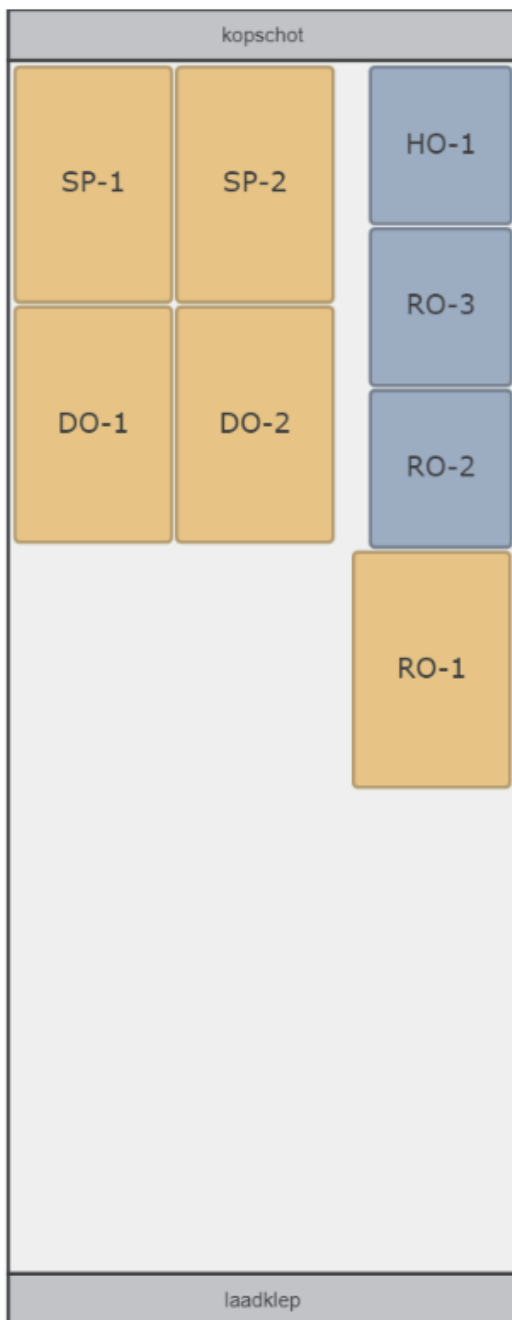 kopschot
SP-1
SP-2
HO-1
RO-3
DO-1
DO-2
RO-2
RO-1
laadklep